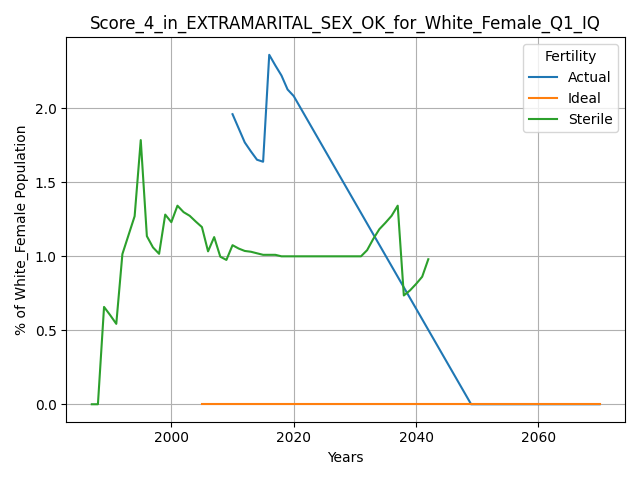 Score_4_in_EXTRAMARITAL_SEX_OK_for_White_Female_Q1_IQ
Fertility
Actual
Ideal
Sterile
% of White_Female Population
2.0
1.5
1.0
0.5
0.0
2000
2020
2040
2060
Years